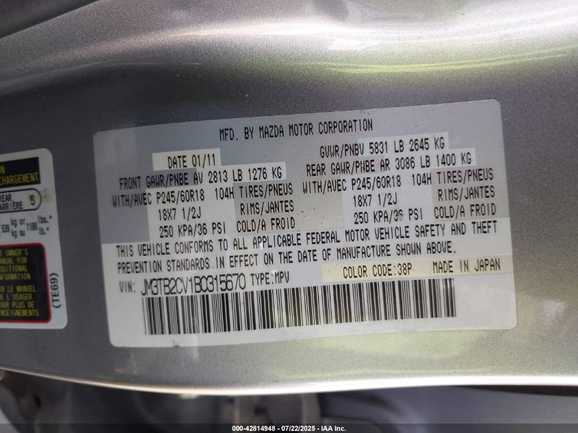 MFD. BY MAZDA MOTOR CORPORATION
DATE 01/11
GVWR/PNBV 5831 LB 2645 KG
FRONT GAWR/PNBE AV 2813 LB 1276 KG
REAR GAWR/PNBE AR 3086 LB 1400 KG
WITH/AVEC P245/60R18 104H TIRES/PNEUS
WITH/AVEC P245/60R18 104H TIRES/PNEUS
18X7 1/2J RIMS/JANTES
18X7 1/2J RIMS/JANTES
250 KPA/36 PSI COLD/A FROID
250 KPA/36 PSI COLD/A FROID
THIS VEHICLE CONFORMS TO ALL APPLICABLE FEDERAL MOTOR VEHICLE SAFETY AND THEFT
PREVENTION STANDARDS IN EFFECT ON THE DATE OF MANUFACTURE SHOWN ABOVE.
COLOR CODE:38P MADE IN JAPAN
VIN: JM3TB2CV1B0315670 TYPE:MPV
CHARGEMENT
REAR 5
ARRIÈRE
(TE69)
000-42814948 - 07/22/2025 - IAA Inc.